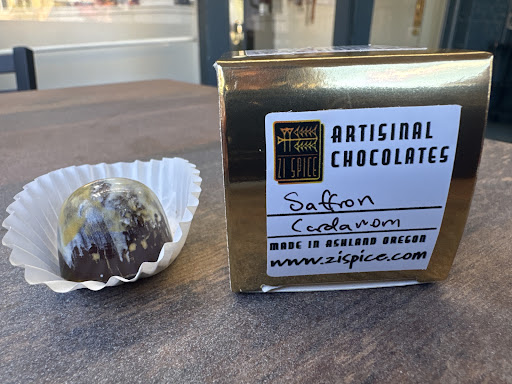 ZI SPICE
ARTISINAL
CHOCOLATES
Saffron
Cardamom
MADE IN ASHLAND OREGON
www.zispice.com